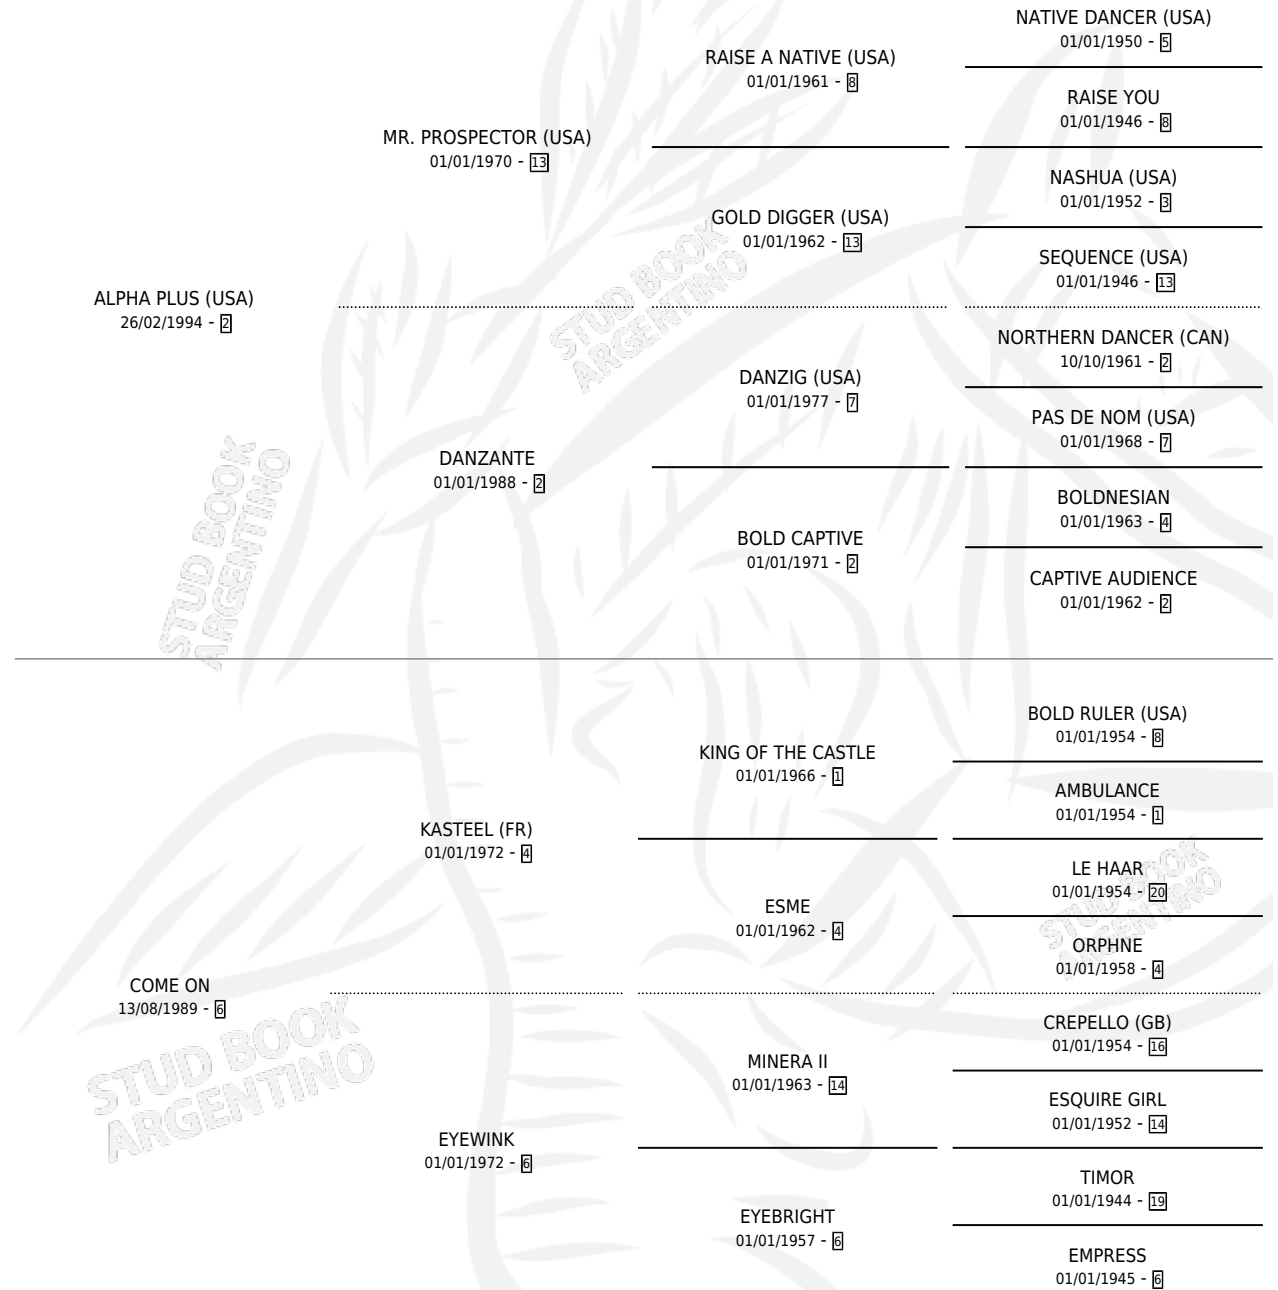 NATIVE DANCER (USA)
01/01/1950 - 5
RAISE A NATIVE (USA)
01/01/1961 - 8
RAISE YOU
01/01/1946 - 8
MR. PROSPECTOR (USA)
01/01/1970 - 13
NASHUA (USA)
01/01/1952 - 3
GOLD DIGGER (USA)
01/01/1962 - 13
SEQUENCE (USA)
01/01/1946 - 13
ALPHA PLUS (USA)
26/02/1994 - 2
STUD BOOK
ARGENTINO
NORTHERN DANCER (CAN)
10/10/1961 - 2
DANZIG (USA)
01/01/1977 - 7
PAS DE NOM (USA)
01/01/1968 - 7
DANZANTE
01/01/1988 - 2
BOLDNESIAN
01/01/1963 - 4
BOLD CAPTIVE
01/01/1971 - 2
CAPTIVE AUDIENCE
01/01/1962 - 2
STUD BOOK
ARGENTINO
BOLD RULER (USA)
01/01/1954 - 8
KING OF THE CASTLE
01/01/1966 - 1
AMBULANCE
01/01/1954 - 1
KASTEEL (FR)
01/01/1972 - 4
LE HAAR
01/01/1954 - 20
ESME
01/01/1962 - 4
STUD BOOK
ARGENTINO
ORPHNE
01/01/1958 - 4
COME ON
13/08/1989 - 6
CREPELLO (GB)
01/01/1954 - 16
MINERA II
01/01/1963 - 14
STUD BOOK
ARGENTINO
ESQUIRE GIRL
01/01/1952 - 14
EYEWINK
01/01/1972 - 6
TIMOR
01/01/1944 - 19
EYEBRIGHT
01/01/1957 - 6
EMPRESS
01/01/1945 - 6